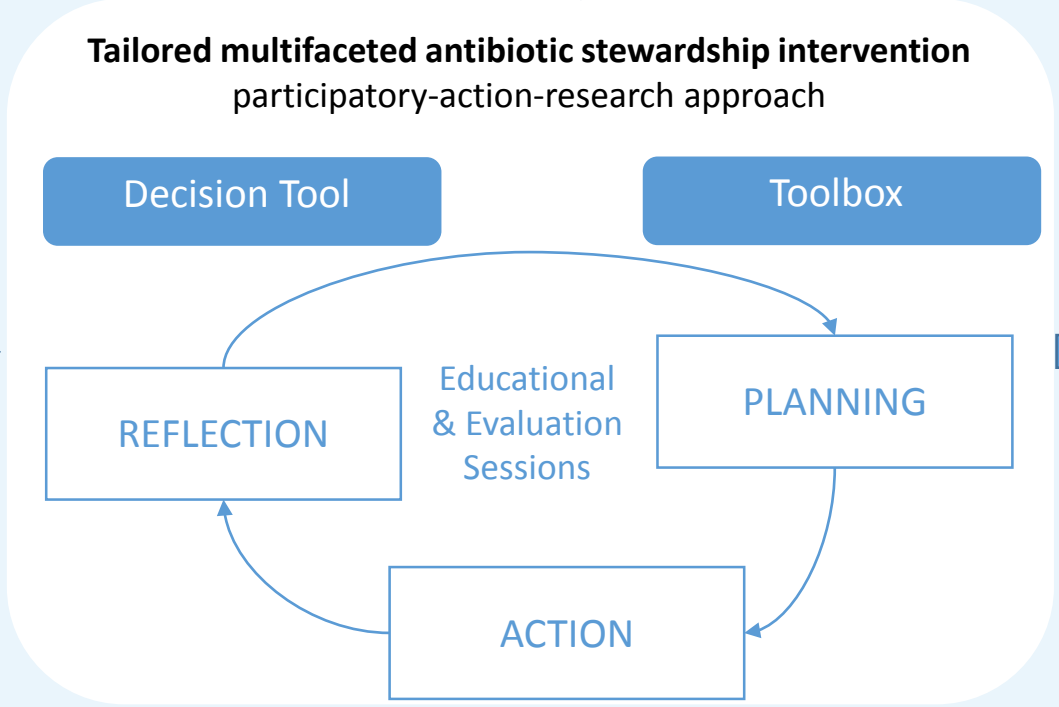 Tailored multifaceted antibiotic stewardship intervention
participatory-action-research approach
Decision Tool
Toolbox
Educational
& Evaluation
Sessions
REFLECTION
PLANNING
ACTION